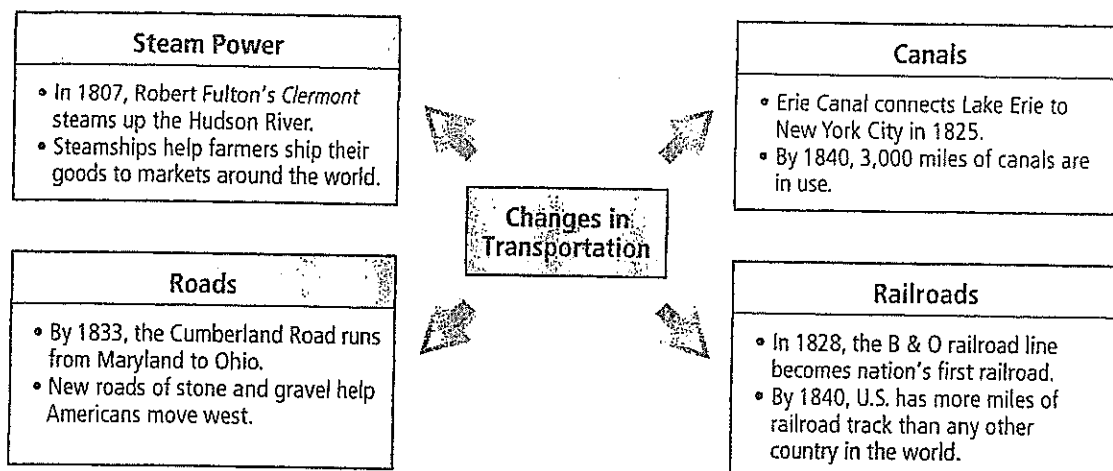 Steam Power
• In 1807, Robert Fulton's Clermont
steams up the Hudson River.
• Steamships help farmers ship their
goods to markets around the world.
Canals
• Erie Canal connects Lake Erie to
New York City in 1825.
• By 1840, 3,000 miles of canals are
in use.
Changes in
Transportation
Roads
• By 1833, the Cumberland Road runs
from Maryland to Ohio.
• New roads of stone and gravel help
Americans move west.
Railroads
• In 1828, the B & O railroad line
becomes nation's first railroad.
• By 1840, U.S. has more miles of
railroad track than any other
country in the world.